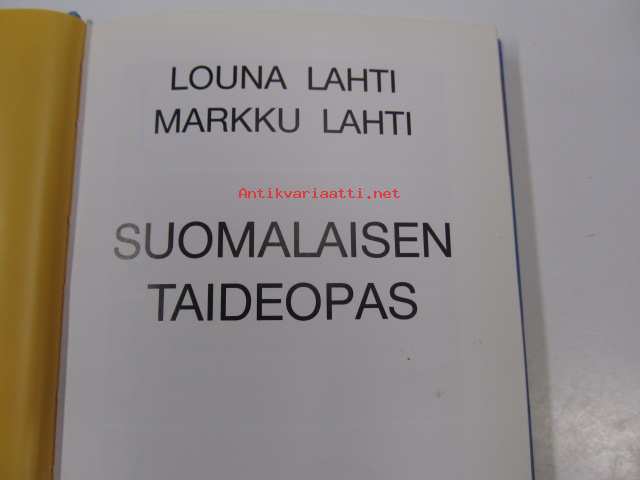 LOUNA LAHTI
MARKKU LAHTI
Antikvariaatti.net
SUOMALAISEN
TAIDEOPAS